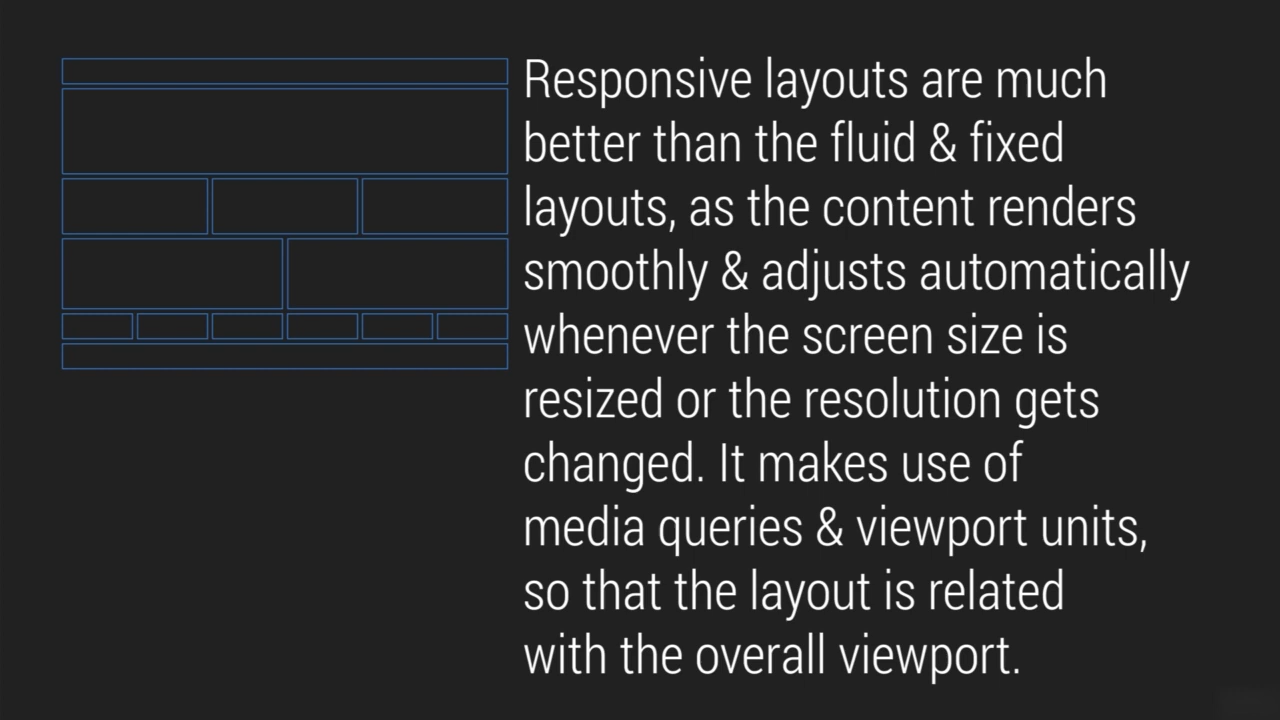 Responsive layouts are much
better than the fluid & fixed
layouts, as the content renders
smoothly & adjusts automatically
whenever the screen size is
resized or the resolution gets
changed. It makes use of
media queries & viewport units,
so that the layout is related
with the overall viewport.